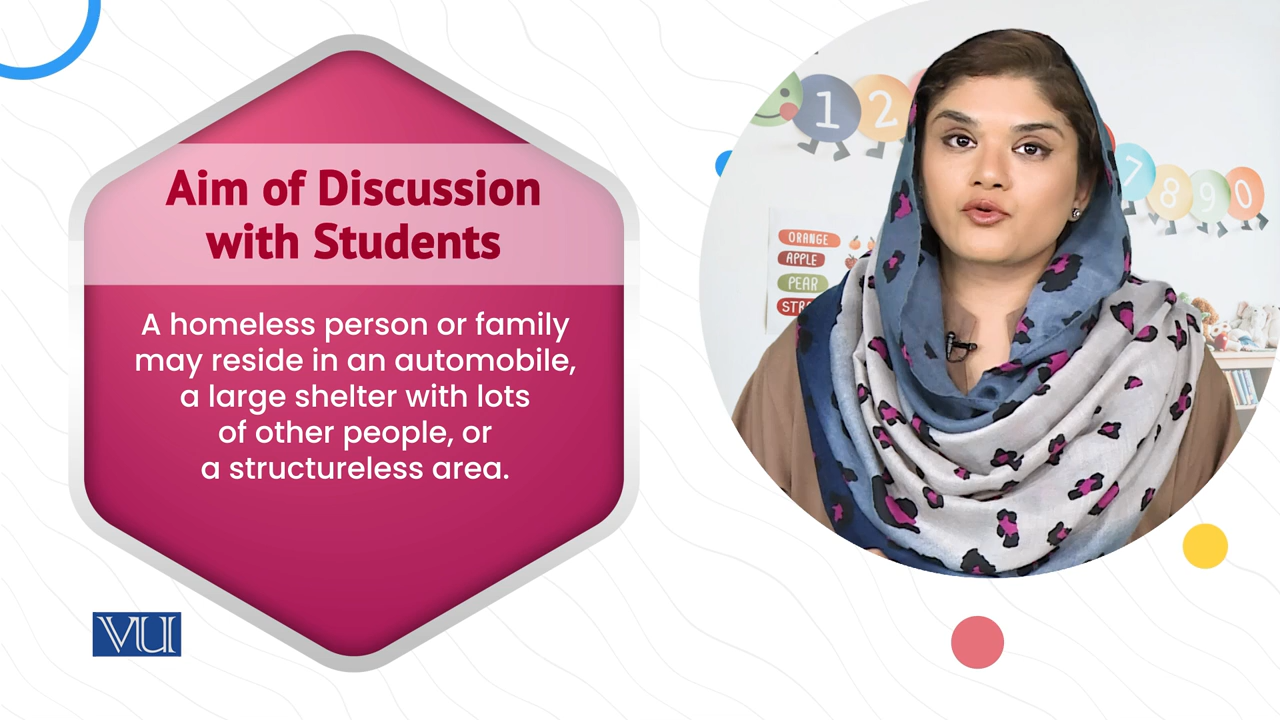 Aim of Discussion
with Students
A homeless person or family
may reside in an automobile,
a large shelter with lots
of other people, or
a structureless area.
VU
1 2
7 8 9 0
ORANGE
APPLE
PEAR
STRA